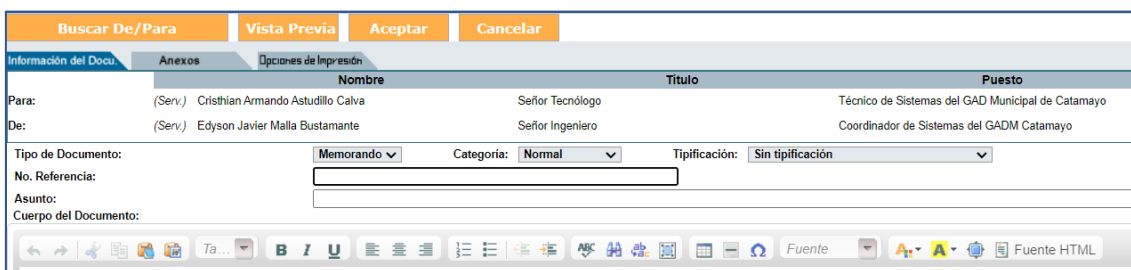 Buscar De/Para Vista Previa Aceptar Cancelar
Información del Docu. Anexos Opciones de Impresión
Nombre Título Puesto
Para: (Serv.) Cristhian Armando Astudillo Calva Señor Tecnólogo Técnico de Sistemas del GAD Municipal de Catamayo
De: (Serv.) Edyson Javier Malla Bustamante Señor Ingeniero Coordinador de Sistemas del GADM Catamayo
Tipo de Documento: Memorando Categoría: Normal Tipificación: Sin tipificación
No. Referencia:
Asunto:
Cuerpo del Documento:
Ta... B I U ABC Ω Fuente A Fuente HTML